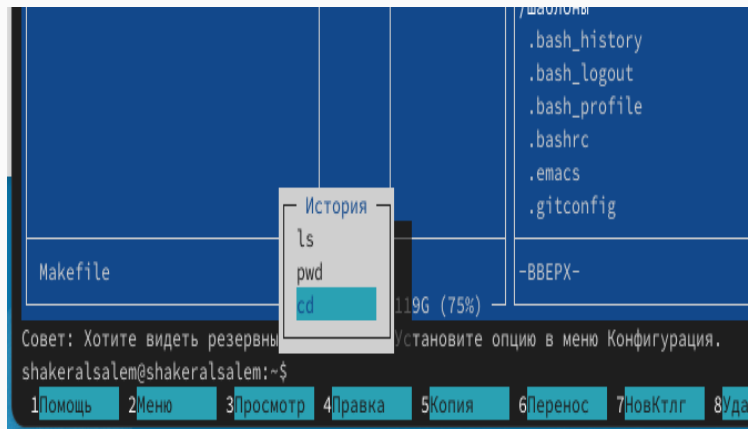 /шаблоны
.bash_history
.bash_logout
.bash_profile
.bashrc
.emacs
.gitconfig
История
ls
pwd
cd
Makefile
-ВВЕРХ-
119G (75%)
Совет: Хотите видеть резервны Установите опцию в меню Конфигурация.
shakeralsalem@shakeralsalem:~$
1Помощь 2Меню 3Просмотр 4Правка 5Копия 6Перенос 7НовКтлг 8Уда